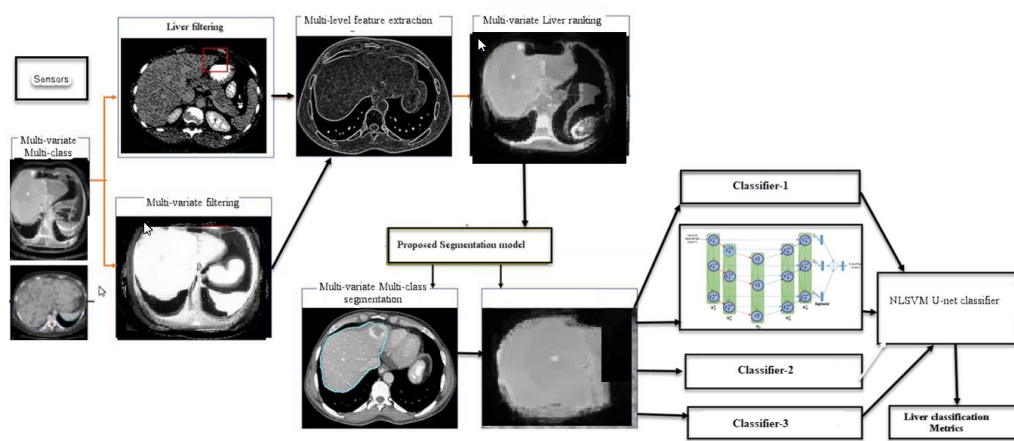 Liver filtering
Multi-level feature extraction
Multi-variate Liver ranking
Sensors
Multi-variate
Multi-class
Multi-variate filtering
Classifier-1
Proposed Segmentation model
Multi-variate Multi-class
segmentation
NLSVM U-net classifier
Classifier-2
Classifier-3
Liver classification
Metrics